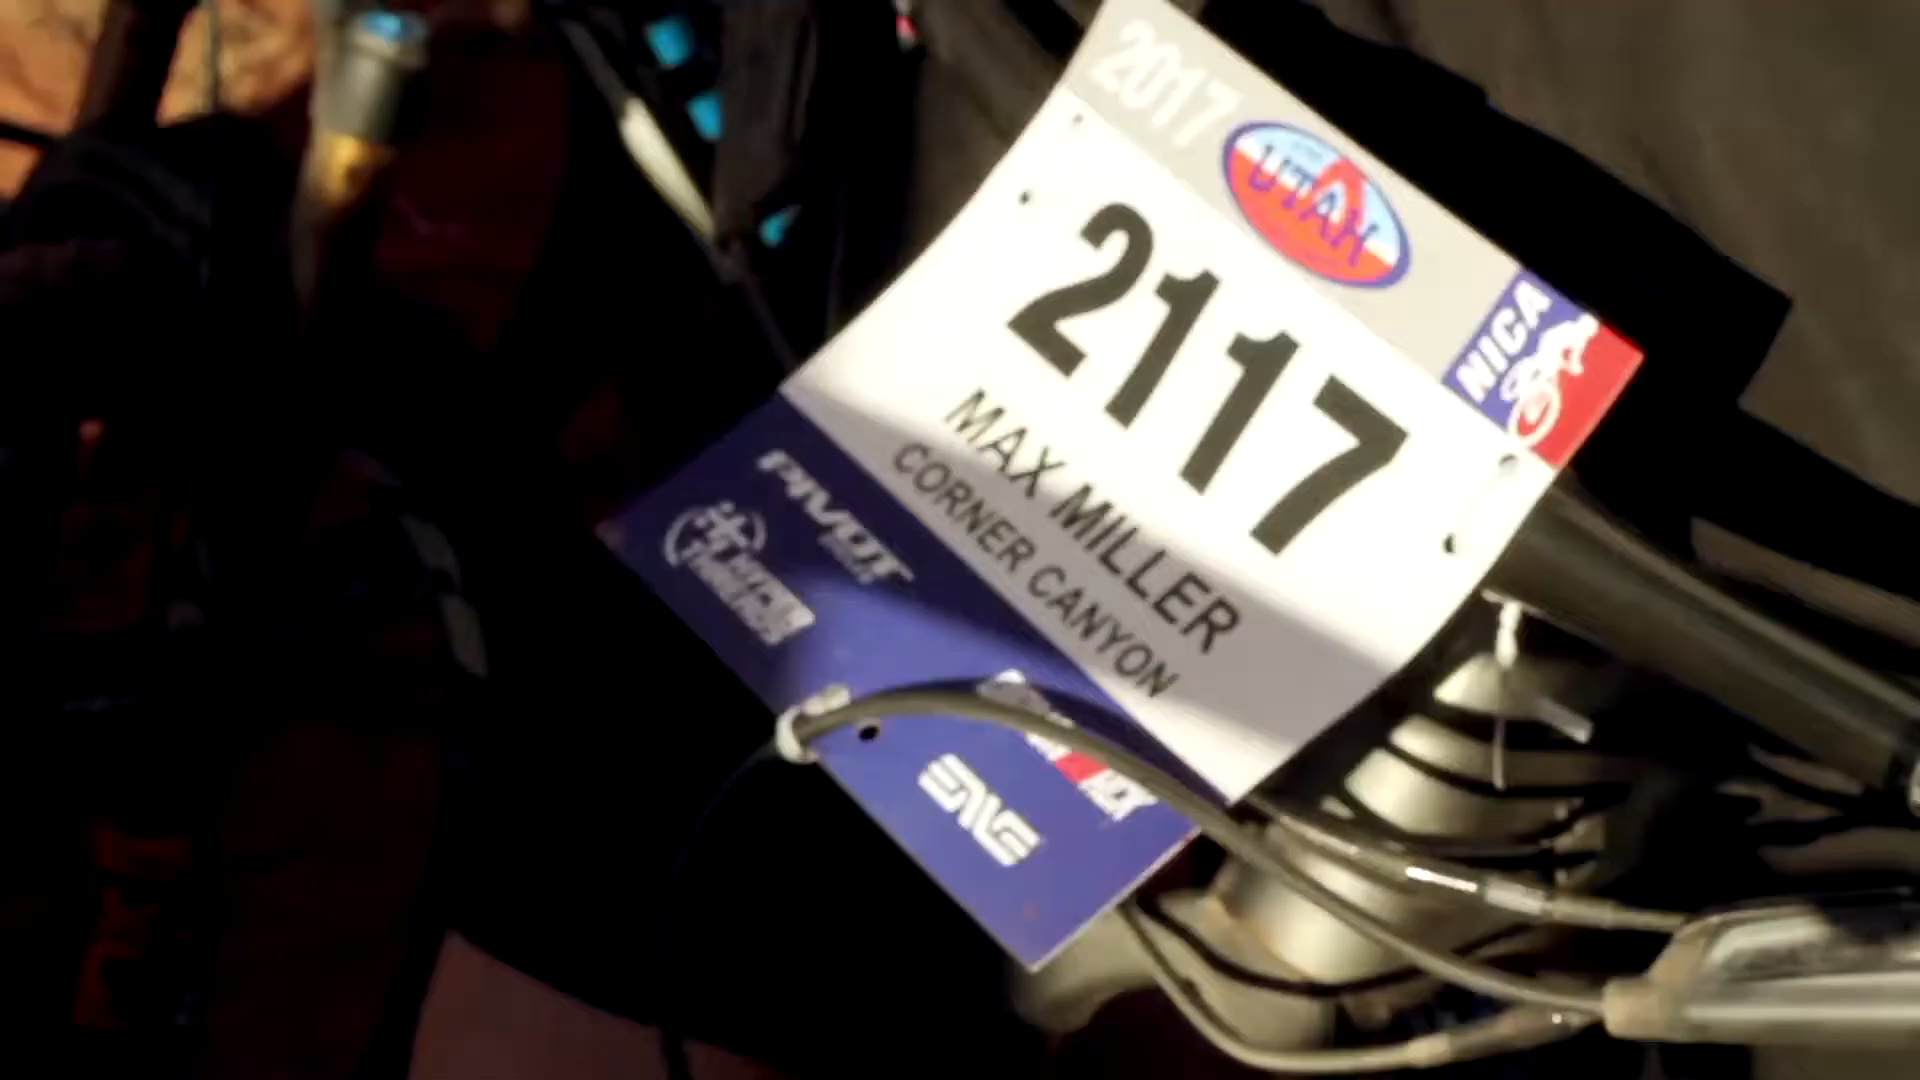 2017
UTAH
NICA
2117
MAX MILLER
CORNER CANYON
PIVOT
ENVE